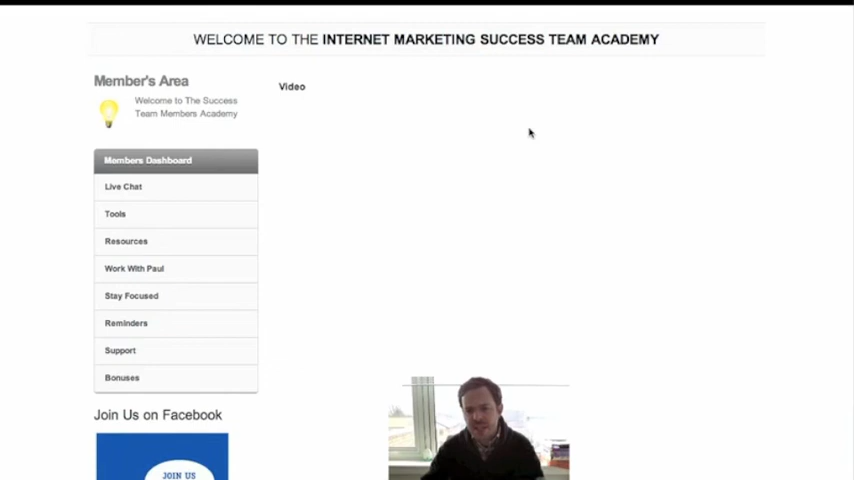 WELCOME TO THE INTERNET MARKETING SUCCESS TEAM ACADEMY
Member's Area
Welcome to The Success
Team Members Academy
Members Dashboard
Live Chat
Tools
Resources
Work With Paul
Stay Focused
Reminders
Support
Bonuses
Join Us on Facebook
JOIN US
Video